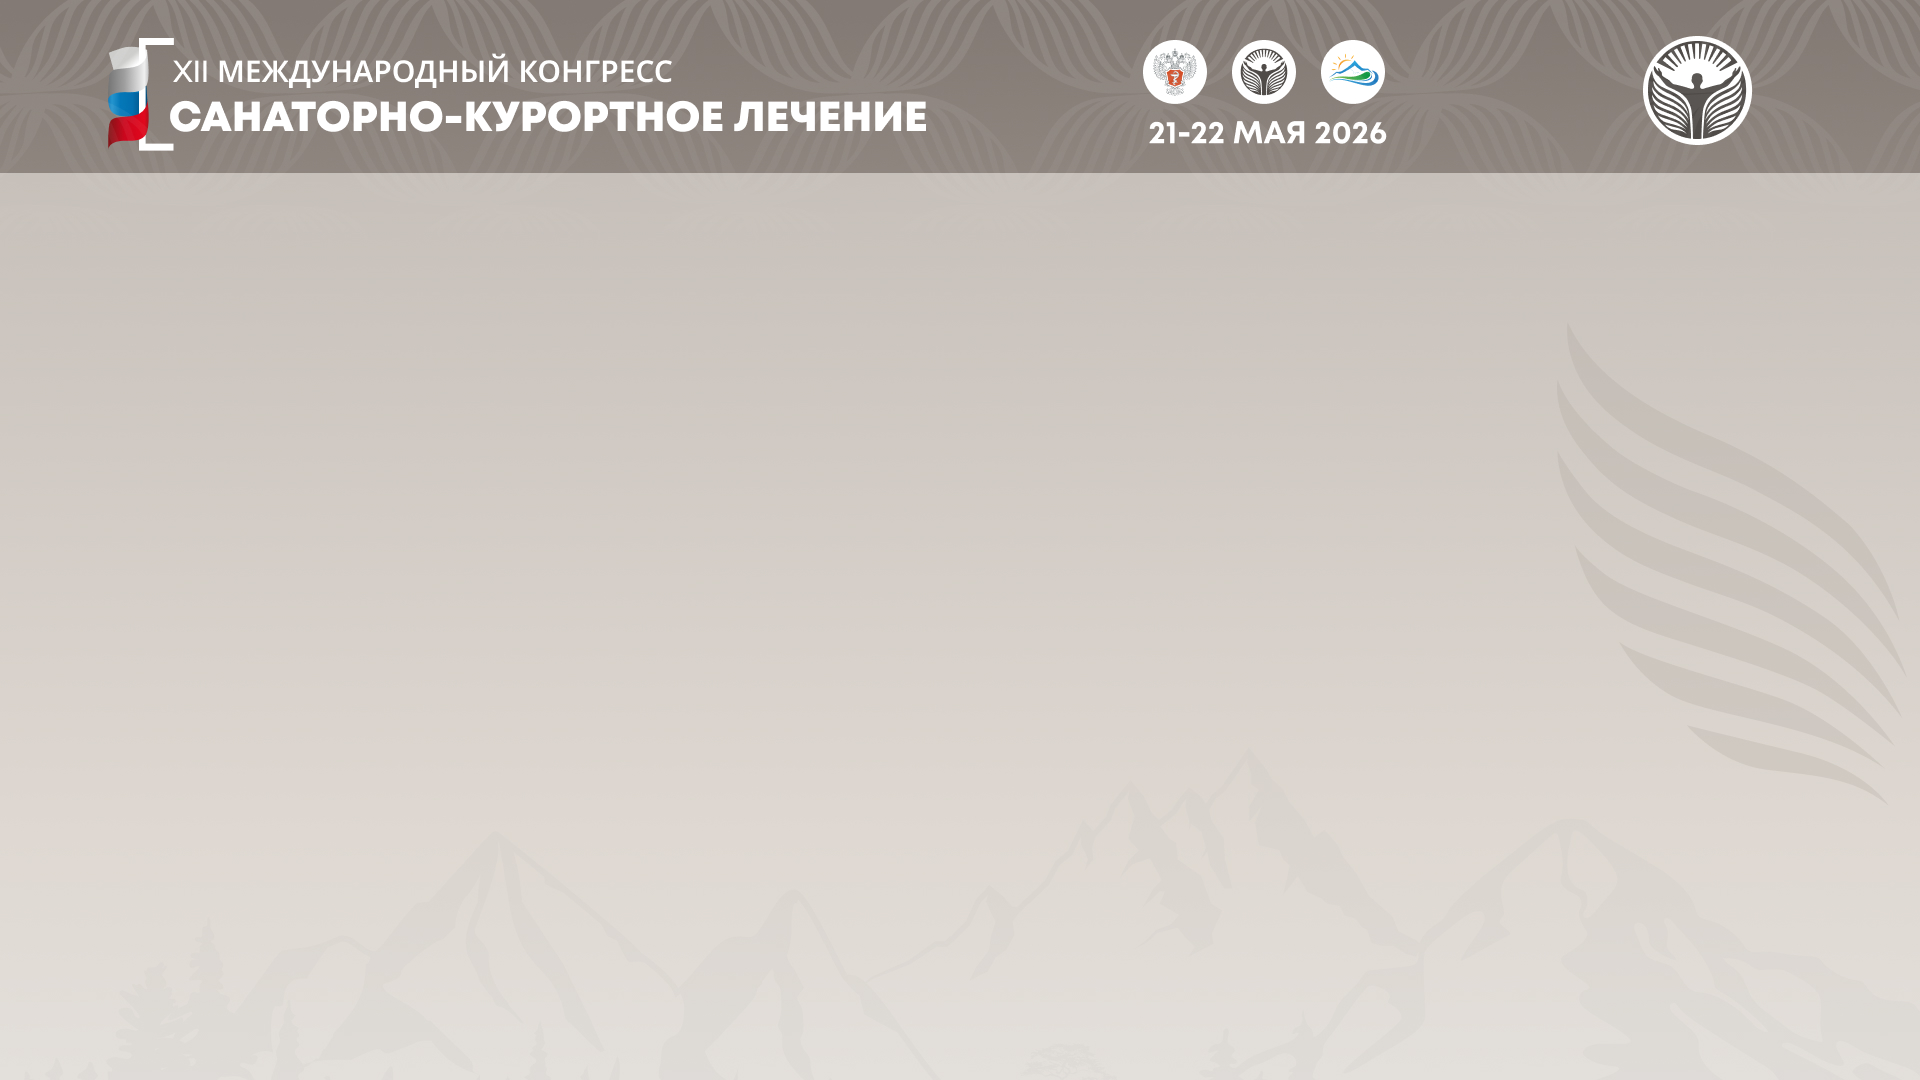 XII МЕЖДУНАРОДНЫЙ КОНГРЕСС
САНАТОРНО-КУРОРТНОЕ ЛЕЧЕНИЕ
21-22 МАЯ 2026